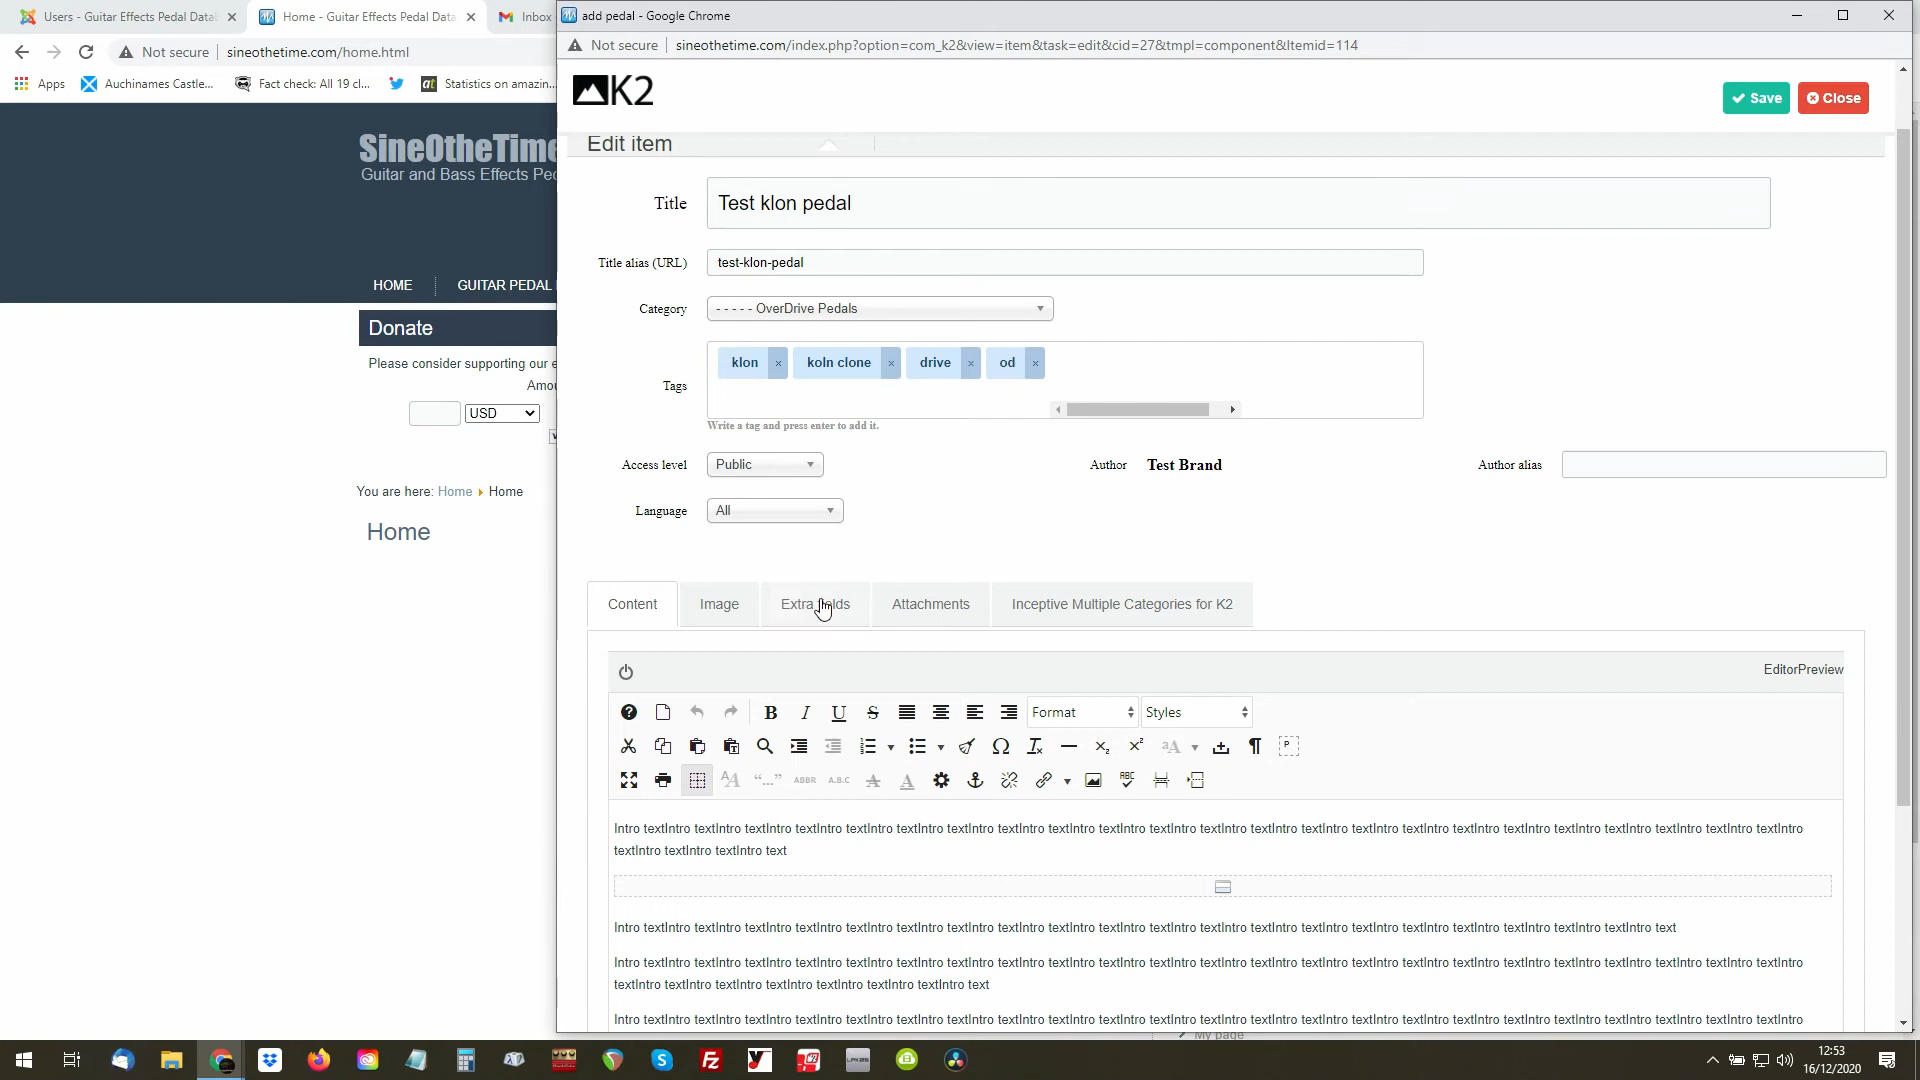 Users - Guitar Effects Pedal Datab
Home - Guitar Effects Pedal Data
Inbox
add pedal - Google Chrome
Not secure
sineothetime.com/home.html
Not secure
sineothetime.com/index.php?option=com_k2&view=item&task=edit&cid=27&tmpl=component&Itemid=114
Apps
Auchinames Castle...
Fact check: All 19 cl...
Statistics on amazin...
K2
Save
Close
SineOtheTime
Guitar and Bass Effects Ped
HOME
GUITAR PEDAL
Donate
Please consider supporting our e
Amou
USD
You are here: Home Home
Home
Edit item
Title
Test klon pedal
Title alias (URL)
test-klon-pedal
Category
- - - - - OverDrive Pedals
Tags
klon ×
koln clone ×
drive ×
od ×
Write a tag and press enter to add it.
Access level
Public
Author
Test Brand
Author alias
Language
All
Content
Image
Extra fields
Attachments
Inceptive Multiple Categories for K2
EditorPreview
Format
Styles
Intro textIntro textIntro textIntro textIntro textIntro textIntro textIntro textIntro textIntro textIntro textIntro textIntro textIntro textIntro textIntro textIntro textIntro textIntro textIntro textIntro textIntro textIntro textIntro
textIntro textIntro textIntro text
Intro textIntro textIntro textIntro textIntro textIntro textIntro textIntro textIntro textIntro textIntro textIntro textIntro textIntro textIntro textIntro textIntro textIntro textIntro textIntro textIntro text
Intro textIntro textIntro textIntro textIntro textIntro textIntro textIntro textIntro textIntro textIntro textIntro textIntro textIntro textIntro textIntro textIntro textIntro textIntro textIntro textIntro textIntro textIntro textIntro
textIntro textIntro textIntro textIntro textIntro textIntro textIntro text
Intro textIntro textIntro textIntro textIntro textIntro textIntro textIntro textIntro textIntro textIntro textIntro textIntro textIntro textIntro textIntro textIntro textIntro textIntro textIntro textIntro textIntro textIntro textIntro
My page
12:53
16/12/2020